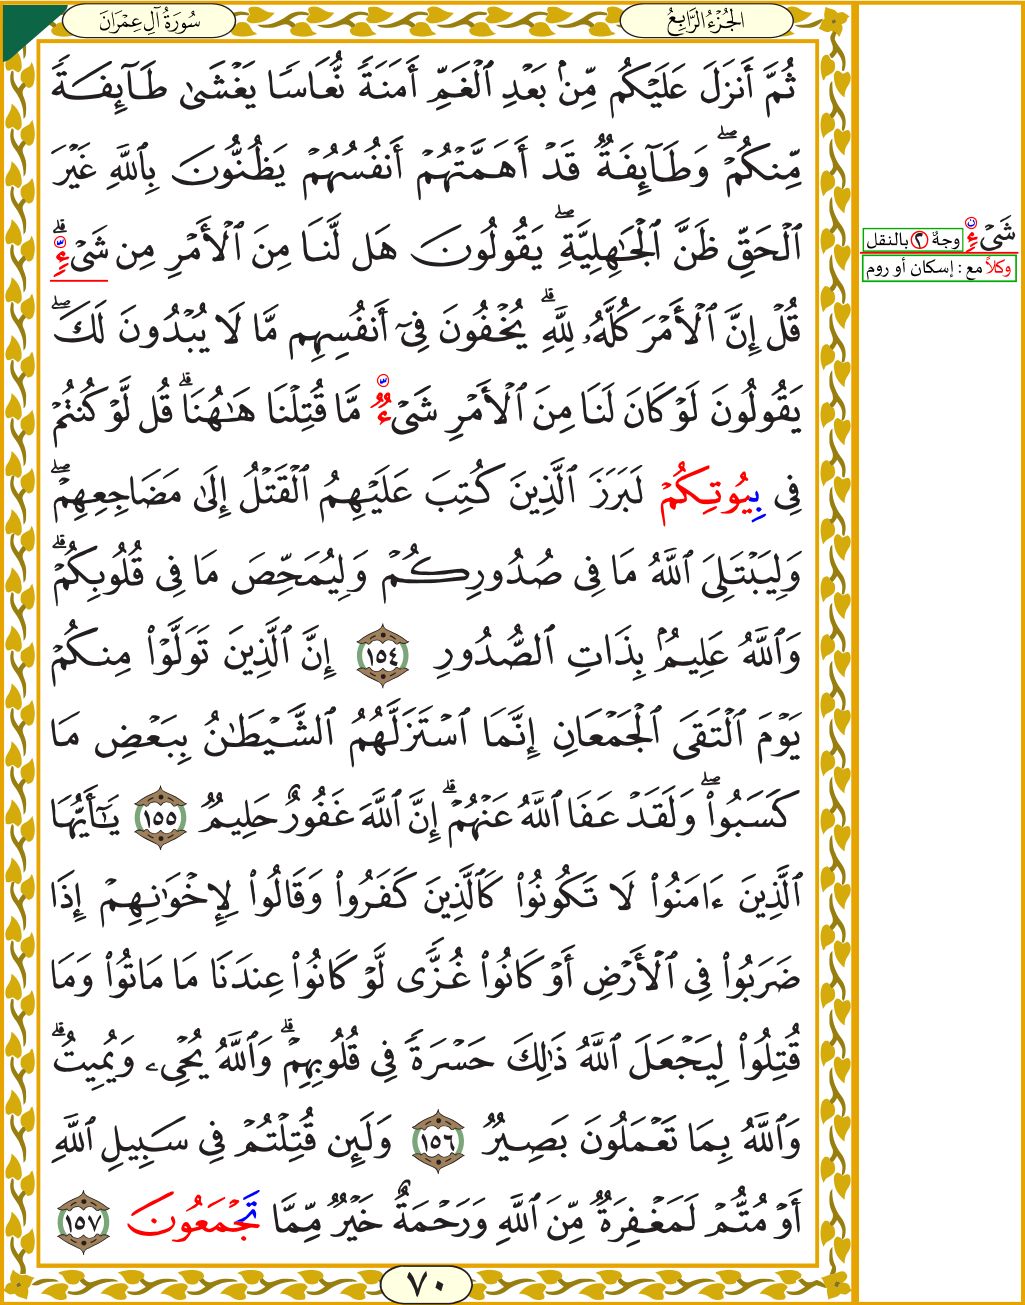 الجُزْءُ الرَّابِعُ
سُورَةُ آلِ عِمْرَانَ
ثُمَّ أَنزَلَ عَلَيْكُم مِّنۢ بَعْدِ ٱلْغَمِّ أَمَنَةً نُّعَاسًا يَغْشَىٰ طَآئِفَةً
مِّنكُمْ ۖ وَطَآئِفَةٌ قَدْ أَهَمَّتْهُمْ أَنفُسُهُمْ يَظُنُّونَ بِٱللَّهِ غَيْرَ
ٱلْحَقِّ ظَنَّ ٱلْجَٰهِلِيَّةِ ۖ يَقُولُونَ هَل لَّنَا مِنَ ٱلْأَمْرِ مِن شَىْءٍ ۗ
قُلْ إِنَّ ٱلْأَمْرَ كُلَّهُۥ لِلَّهِ ۗ يُخْفُونَ فِىٓ أَنفُسِهِم مَّا لَا يُبْدُونَ لَكَ ۖ
يَقُولُونَ لَوْ كَانَ لَنَا مِنَ ٱلْأَمْرِ شَىْءٌ مَّا قُتِلْنَا هَٰهُنَا ۗ قُل لَّوْ كُنتُمْ
فِى بِيُوتِكُمْ لَبَرَزَ ٱلَّذِينَ كُتِبَ عَلَيْهِمُ ٱلْقَتْلُ إِلَىٰ مَضَاجِعِهِمْ ۖ
وَلِيَبْتَلِىَ ٱللَّهُ مَا فِى صُدُورِكُمْ وَلِيُمَحِّصَ مَا فِى قُلُوبِكُمْ ۗ
وَٱللَّهُ عَلِيمٌۢ بِذَاتِ ٱلصُّدُورِ ١٥٤ إِنَّ ٱلَّذِينَ تَوَلَّوْا۟ مِنكُمْ
يَوْمَ ٱلْتَقَى ٱلْجَمْعَانِ إِنَّمَا ٱسْتَزَلَّهُمُ ٱلشَّيْطَٰنُ بِبَعْضِ مَا
كَسَبُوا۟ ۖ وَلَقَدْ عَفَا ٱللَّهُ عَنْهُمْ ۗ إِنَّ ٱللَّهَ غَفُورٌ حَلِيمٌ ١٥٥ يَٰٓأَيُّهَا
ٱلَّذِينَ ءَامَنُوا۟ لَا تَكُونُوا۟ كَٱلَّذِينَ كَفَرُوا۟ وَقَالُوا۟ لِإِخْوَٰنِهِمْ إِذَا
ضَرَبُوا۟ فِى ٱلْأَرْضِ أَوْ كَانُوا۟ غُزًّى لَّوْ كَانُوا۟ عِندَنَا مَا مَاتُوا۟ وَمَا
قُتِلُوا۟ لِيَجْعَلَ ٱللَّهُ ذَٰلِكَ حَسْرَةً فِى قُلُوبِهِمْ ۗ وَٱللَّهُ يُحْىِۦ وَيُمِيتُ ۗ
وَٱللَّهُ بِمَا تَعْمَلُونَ بَصِيرٌ ١٥٦ وَلَئِن قُتِلْتُمْ فِى سَبِيلِ ٱللَّهِ
أَوْ مُتُّمْ لَمَغْفِرَةٌ مِّنَ ٱللَّهِ وَرَحْمَةٌ خَيْرٌ مِّمَّا تَجْمَعُونَ ١٥٧
٧٠
شَىْءٍ وجهٌ ٢ بالنقل
وكلاً مع : إسكان أو روم